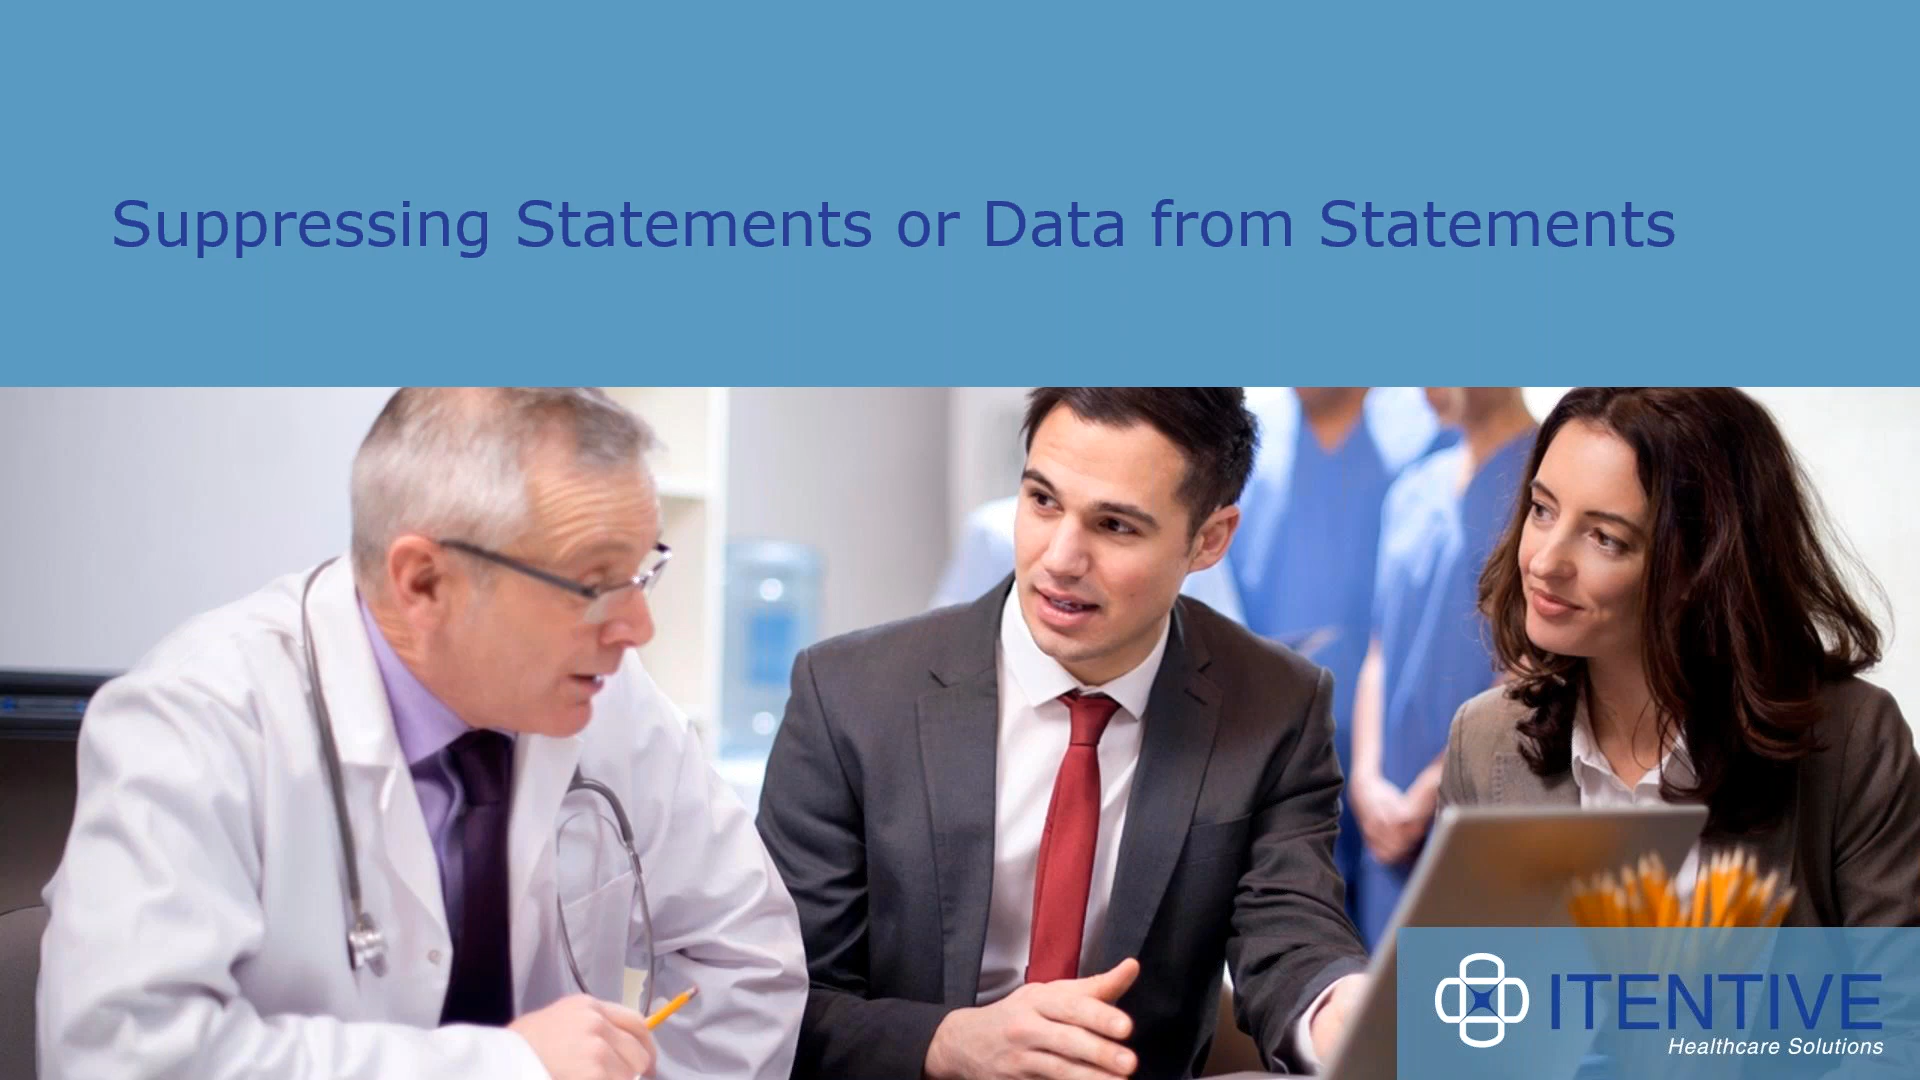 Suppressing Statements or Data from Statements
ITENTIVE
Healthcare Solutions